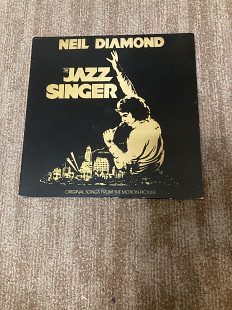 NEIL DIAMOND
THE
JAZZ
SINGER
ORIGINAL SONGS FROM THE MOTION PICTURE